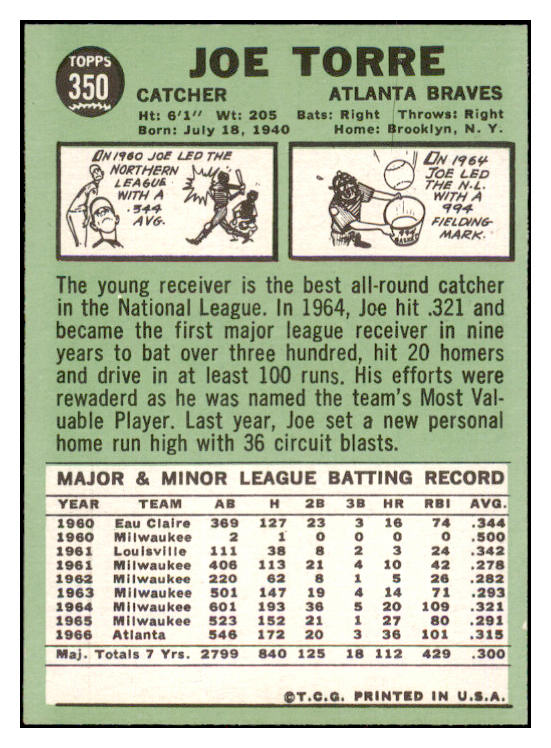 TOPPS
350
JOE TORRE
CATCHER ATLANTA BRAVES
Ht: 6'1" Wt: 205 Bats: Right Throws: Right
Born: July 18, 1940 Home: Brooklyn, N. Y.
IN 1960 JOE LED THE
NORTHERN
LEAGUE
WITH A
.344
AVG.
IN 1964
JOE LED
THE N.L.
WITH A
994
FIELDING
MARK.
The young receiver is the best all-round catcher
in the National League. In 1964, Joe hit .321 and
became the first major league receiver in nine
years to bat over three hundred, hit 20 homers
and drive in at least 100 runs. His efforts were
rewaderd as he was named the team's Most Val-
uable Player. Last year, Joe set a new personal
home run high with 36 circuit blasts.
MAJOR & MINOR LEAGUE BATTING RECORD
YEAR TEAM AB H 2B 3B HR RBI AVG.
1960 Eau Claire 369 127 23 3 16 74 .344
1960 Milwaukee 2 1 0 0 0 0 .500
1961 Louisville 111 38 8 2 3 24 .342
1961 Milwaukee 406 113 21 4 10 42 .278
1962 Milwaukee 220 62 8 1 5 26 .282
1963 Milwaukee 501 147 19 4 14 71 .293
1964 Milwaukee 601 193 36 5 20 109 .321
1965 Milwaukee 523 152 21 1 27 80 .291
1966 Atlanta 546 172 20 3 36 101 .315
Maj. Totals 7 Yrs. 2799 840 125 18 112 429 .300
©T.C.G. PRINTED IN U.S.A.